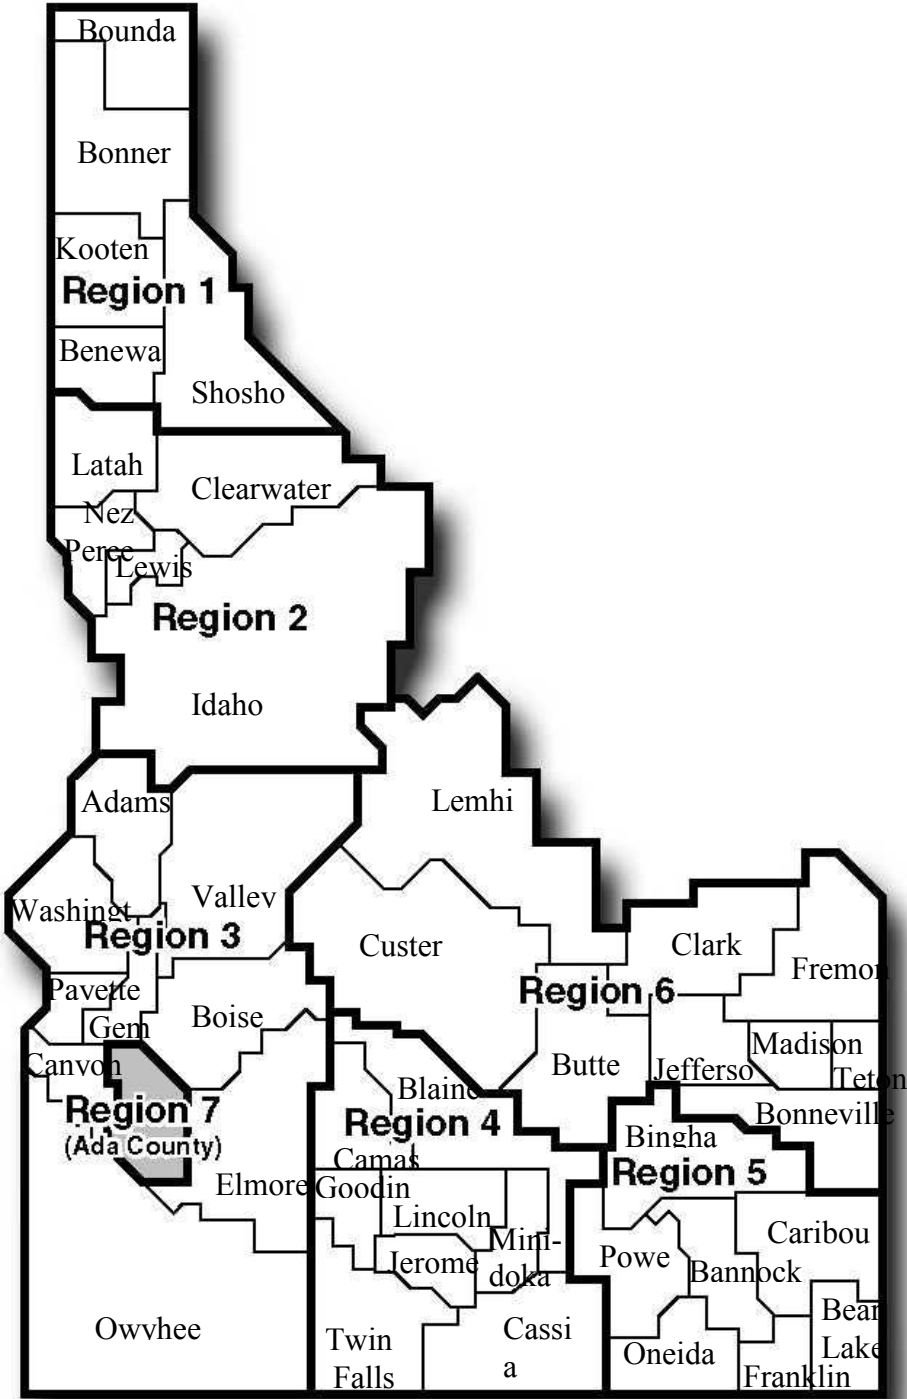 Bounda
Bonner
Kooten
Region 1
Benewa
Shosho
Latah
Clearwater
Nez
Perce
Lewis
Region 2
Idaho
Adams
Lemhi
Valley
Washingt
Region 3
Custer
Clark
Fremon
Region 6
Pavette
Gem
Boise
Canyon
Butte
Jefferso
Madison
Teton
Blaine
Region 7
(Ada County)
Region 4
Bonneville
Bingha
Camas
Region 5
Elmore
Goodin
Lincoln
Mini-
doka
Jerome
Powe
Bannock
Caribou
Owvhee
Twin
Falls
Cassi
a
Oneida
Bear
Lake
Franklin